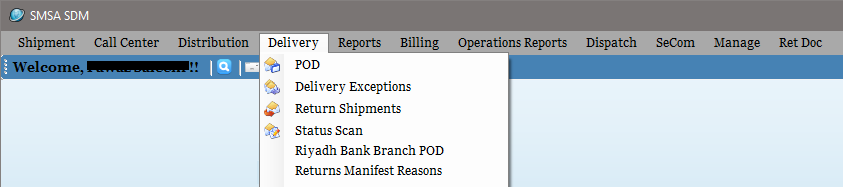 SMSA SDM
Shipment Call Center Distribution Delivery Reports Billing Operations Reports Dispatch SeCom Manage Ret Doc
Welcome, !!
POD
Delivery Exceptions
Return Shipments
Status Scan
Riyadh Bank Branch POD
Returns Manifest Reasons